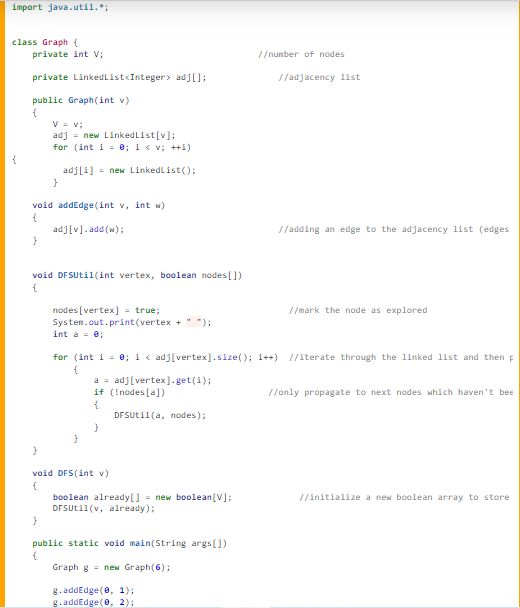 import java.util.*;
class Graph {
    private int V;                              //number of nodes
    private LinkedList<Integer> adj[];              //adjacency list
    public Graph(int v)
    {
        V = v;
        adj = new LinkedList[v];
        for (int i = 0; i < v; ++i)
{
          adj[i] = new LinkedList();
        }
    void addEdge(int v, int w)
    {
        adj[v].add(w);                              //adding an edge to the adjacency list (edges
    }
    void DFSUtil(int vertex, boolean nodes[])
    {
        nodes[vertex] = true;                         //mark the node as explored
        System.out.print(vertex + " ");
        int a = 0;
        for (int i = 0; i < adj[vertex].size(); i++)  //iterate through the linked list and then
            {
                a = adj[vertex].get(i);
                if (!nodes[a])                    //only propagate to next nodes which haven't
                {
                    DFSUtil(a, nodes);
                }
            }
    }
    void DFS(int v)
    {
        boolean already[] = new boolean[V];             //initialize a new boolean array to store
        DFSUtil(v, already);
    }
    public static void main(String args[])
    {
        Graph g = new Graph(6);
        g.addEdge(0, 1);
        g.addEdge(0, 2);